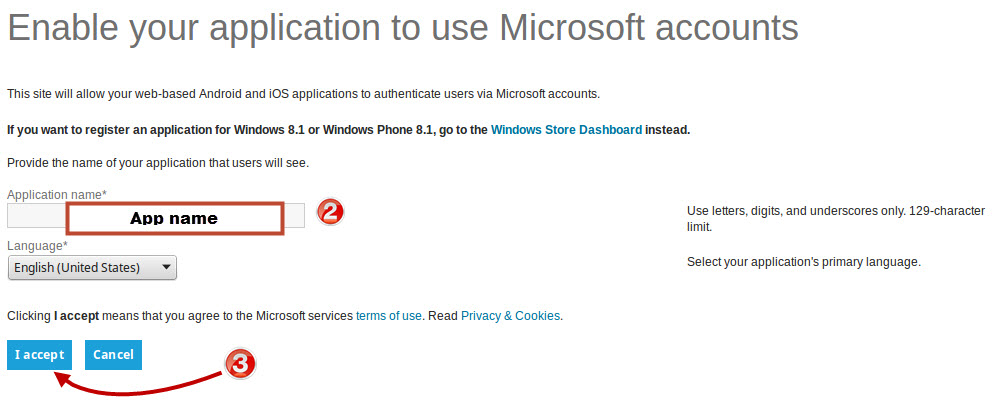 Enable your application to use Microsoft accounts
This site will allow your web-based Android and iOS applications to authenticate users via Microsoft accounts.
If you want to register an application for Windows 8.1 or Windows Phone 8.1, go to the Windows Store Dashboard instead.
Provide the name of your application that users will see.
Application name*
App name
2
Use letters, digits, and underscores only. 129-character
limit.
Language*
English (United States)
Select your application's primary language.
Clicking I accept means that you agree to the Microsoft services terms of use. Read Privacy & Cookies.
I accept Cancel
3